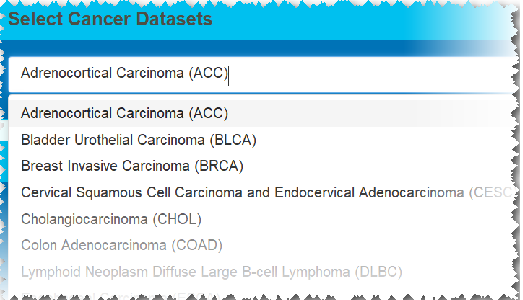 Select Cancer Datasets
Adrenocortical Carcinoma (ACC)
Adrenocortical Carcinoma (ACC)
Bladder Urothelial Carcinoma (BLCA)
Breast Invasive Carcinoma (BRCA)
Cervical Squamous Cell Carcinoma and Endocervical Adenocarcinoma (CESC
Cholangiocarcinoma (CHOL)
Colon Adenocarcinoma (COAD)
Lymphoid Neoplasm Diffuse Large B-cell Lymphoma (DLBC)